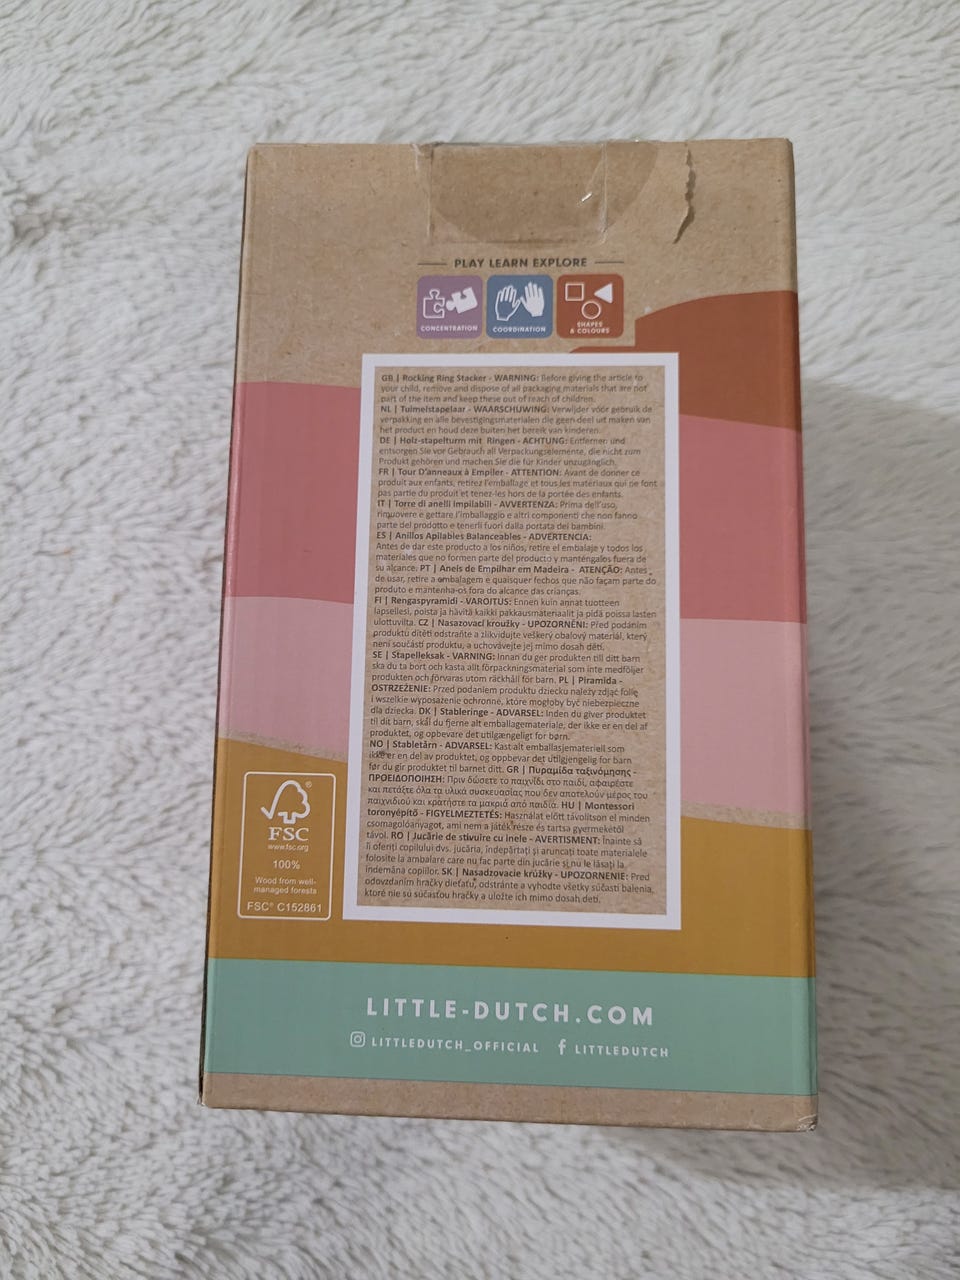 PLAY LEARN EXPLORE
CONCENTRATION
COORDINATION
SHAPES
& COLOURS
GB | Rocking Ring Stacker - WARNING: Before giving the article to
your child, remove and dispose of all packaging materials that are not
part of the item and keep these out of reach of children.
NL | Tuimelstapelaar - WAARSCHUWING: Verwijder vóór gebruik de
verpakking en alle bevestigingsmaterialen die geen deel uit maken van
het product en houd deze buiten het bereik van kinderen.
DE | Holz-stapelturm mit Ringen - ACHTUNG: Entfernen und
entsorgen Sie vor Gebrauch all Verpackungselemente, die nicht zum
Produkt gehören und machen Sie die für Kinder unzugänglich.
FR | Tour D'anneaux à Empiler - ATTENTION: Avant de donner ce
produit aux enfants, retirez l'emballage et tous les matériaux qui ne font
pas partie du produit et tenez-les hors de la portée des enfants.
IT | Torre di anelli impilabili - AVVERTENZA: Prima dell'uso,
rimuovere e gettare l'imballaggio e altri componenti che non fanno
parte del prodotto e tenerli fuori dalla portata dei bambini.
ES | Anillos Apilables Balanceables - ADVERTENCIA:
Antes de dar este producto a los niños, retire el embalaje y todos los
materiales que no formen parte del producto y manténgalos fuera de
su alcance. PT | Aneis de Empilhar em Madeira - ATENÇÃO: Antes
de usar, retire a embalagem e quaisquer fechos que não façam parte do
produto e mantenha-os fora do alcance das crianças.
FI | Rengaspyramidi - VAROITUS: Ennen kuin annat tuotteen
lapsellesi, poista ja hävitä kaikki pakkausmateriaalit ja pidä poissa lasten
ulottuvilta. CZ | Nasazovací kroužky - UPOZORNĚNÍ: Před podáním
produktu dítěti odstraňte a zlikvidujte veškerý obalový materiál, který
není součástí produktu, a uchovávejte jej mimo dosah dětí.
SE | Stapelleksak - VARNING: Innan du ger produkten till ditt barn
ska du ta bort och kasta allt förpackningsmaterial som inte medföljer
produkten och förvaras utom räckhåll för barn. PL | Piramida -
OSTRZEŻENIE: Przed podaniem produktu dziecku należy zdjąć folię
i wszelkie wyposażenie ochronne, które mogłoby być niebezpieczne
dla dziecka. DK | Stableringe - ADVARSEL: Inden du giver produktet
til dit barn, skal du fjerne alt emballagemateriale, der ikke er en del af
produktet, og opbevare det utilgængeligt for børn.
NO | Stabletårn - ADVARSEL: Kast alt emballasjemateriell som
ikke er en del av produktet, og oppbevar det utilgjengelig for barn
før du gir produktet til barnet ditt. GR | Πυραμίδα ταξινόμησης -
ΠΡΟΕΙΔΟΠΟΙΗΣΗ: Πριν δώσετε το παιχνίδι στο παιδί, αφαιρέστε
και πετάξτε όλα τα υλικά συσκευασίας που δεν αποτελούν μέρος του
παιχνιδιού και κρατήστε τα μακριά από παιδιά. HU | Montessori
toronyépítő - FIGYELMEZTETÉS: Használat előtt távolítson el minden
csomagolóanyagot, ami nem a játék része és tartsa gyermekektől
távol. RO | Jucărie de stivuire cu inele - AVERTISMENT: Înainte să
îi oferiți copilului dvs. jucăria, îndepărtați și aruncați toate materialele
folosite la ambalare care nu fac parte din jucărie și nu le lăsați la
îndemâna copiilor. SK | Nasadzovacie krúžky - UPOZORNENIE: Pred
odovzdaním hračky dieťaťu, odstránte a vyhodte všetky súčasti balenia,
ktoré nie sú súčasťou hračky a uložte ich mimo dosah detí.
FSC®
www.fsc.org
100%
Wood from well-
managed forests
FSC® C152861
LITTLE-DUTCH.COM
LITTLEDUTCH_OFFICIAL
LITTLEDUTCH